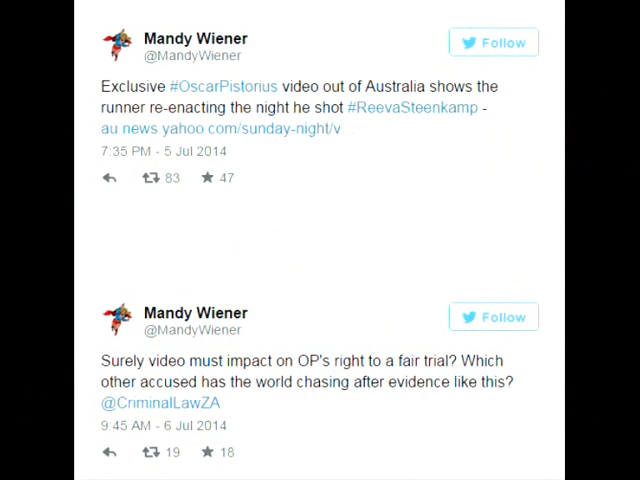 Mandy Wiener
@MandyWiener
Follow
Exclusive #OscarPistorius video out of Australia shows the
runner re-enacting the night he shot #ReevaSteenkamp -
au news yahoo com/sunday-night/v
7:35 PM - 5 Jul 2014
83 47
Mandy Wiener
@MandyWiener
Follow
Surely video must impact on OP's right to a fair trial? Which
other accused has the world chasing after evidence like this?
@CriminalLawZA
9:45 AM - 6 Jul 2014
19 18